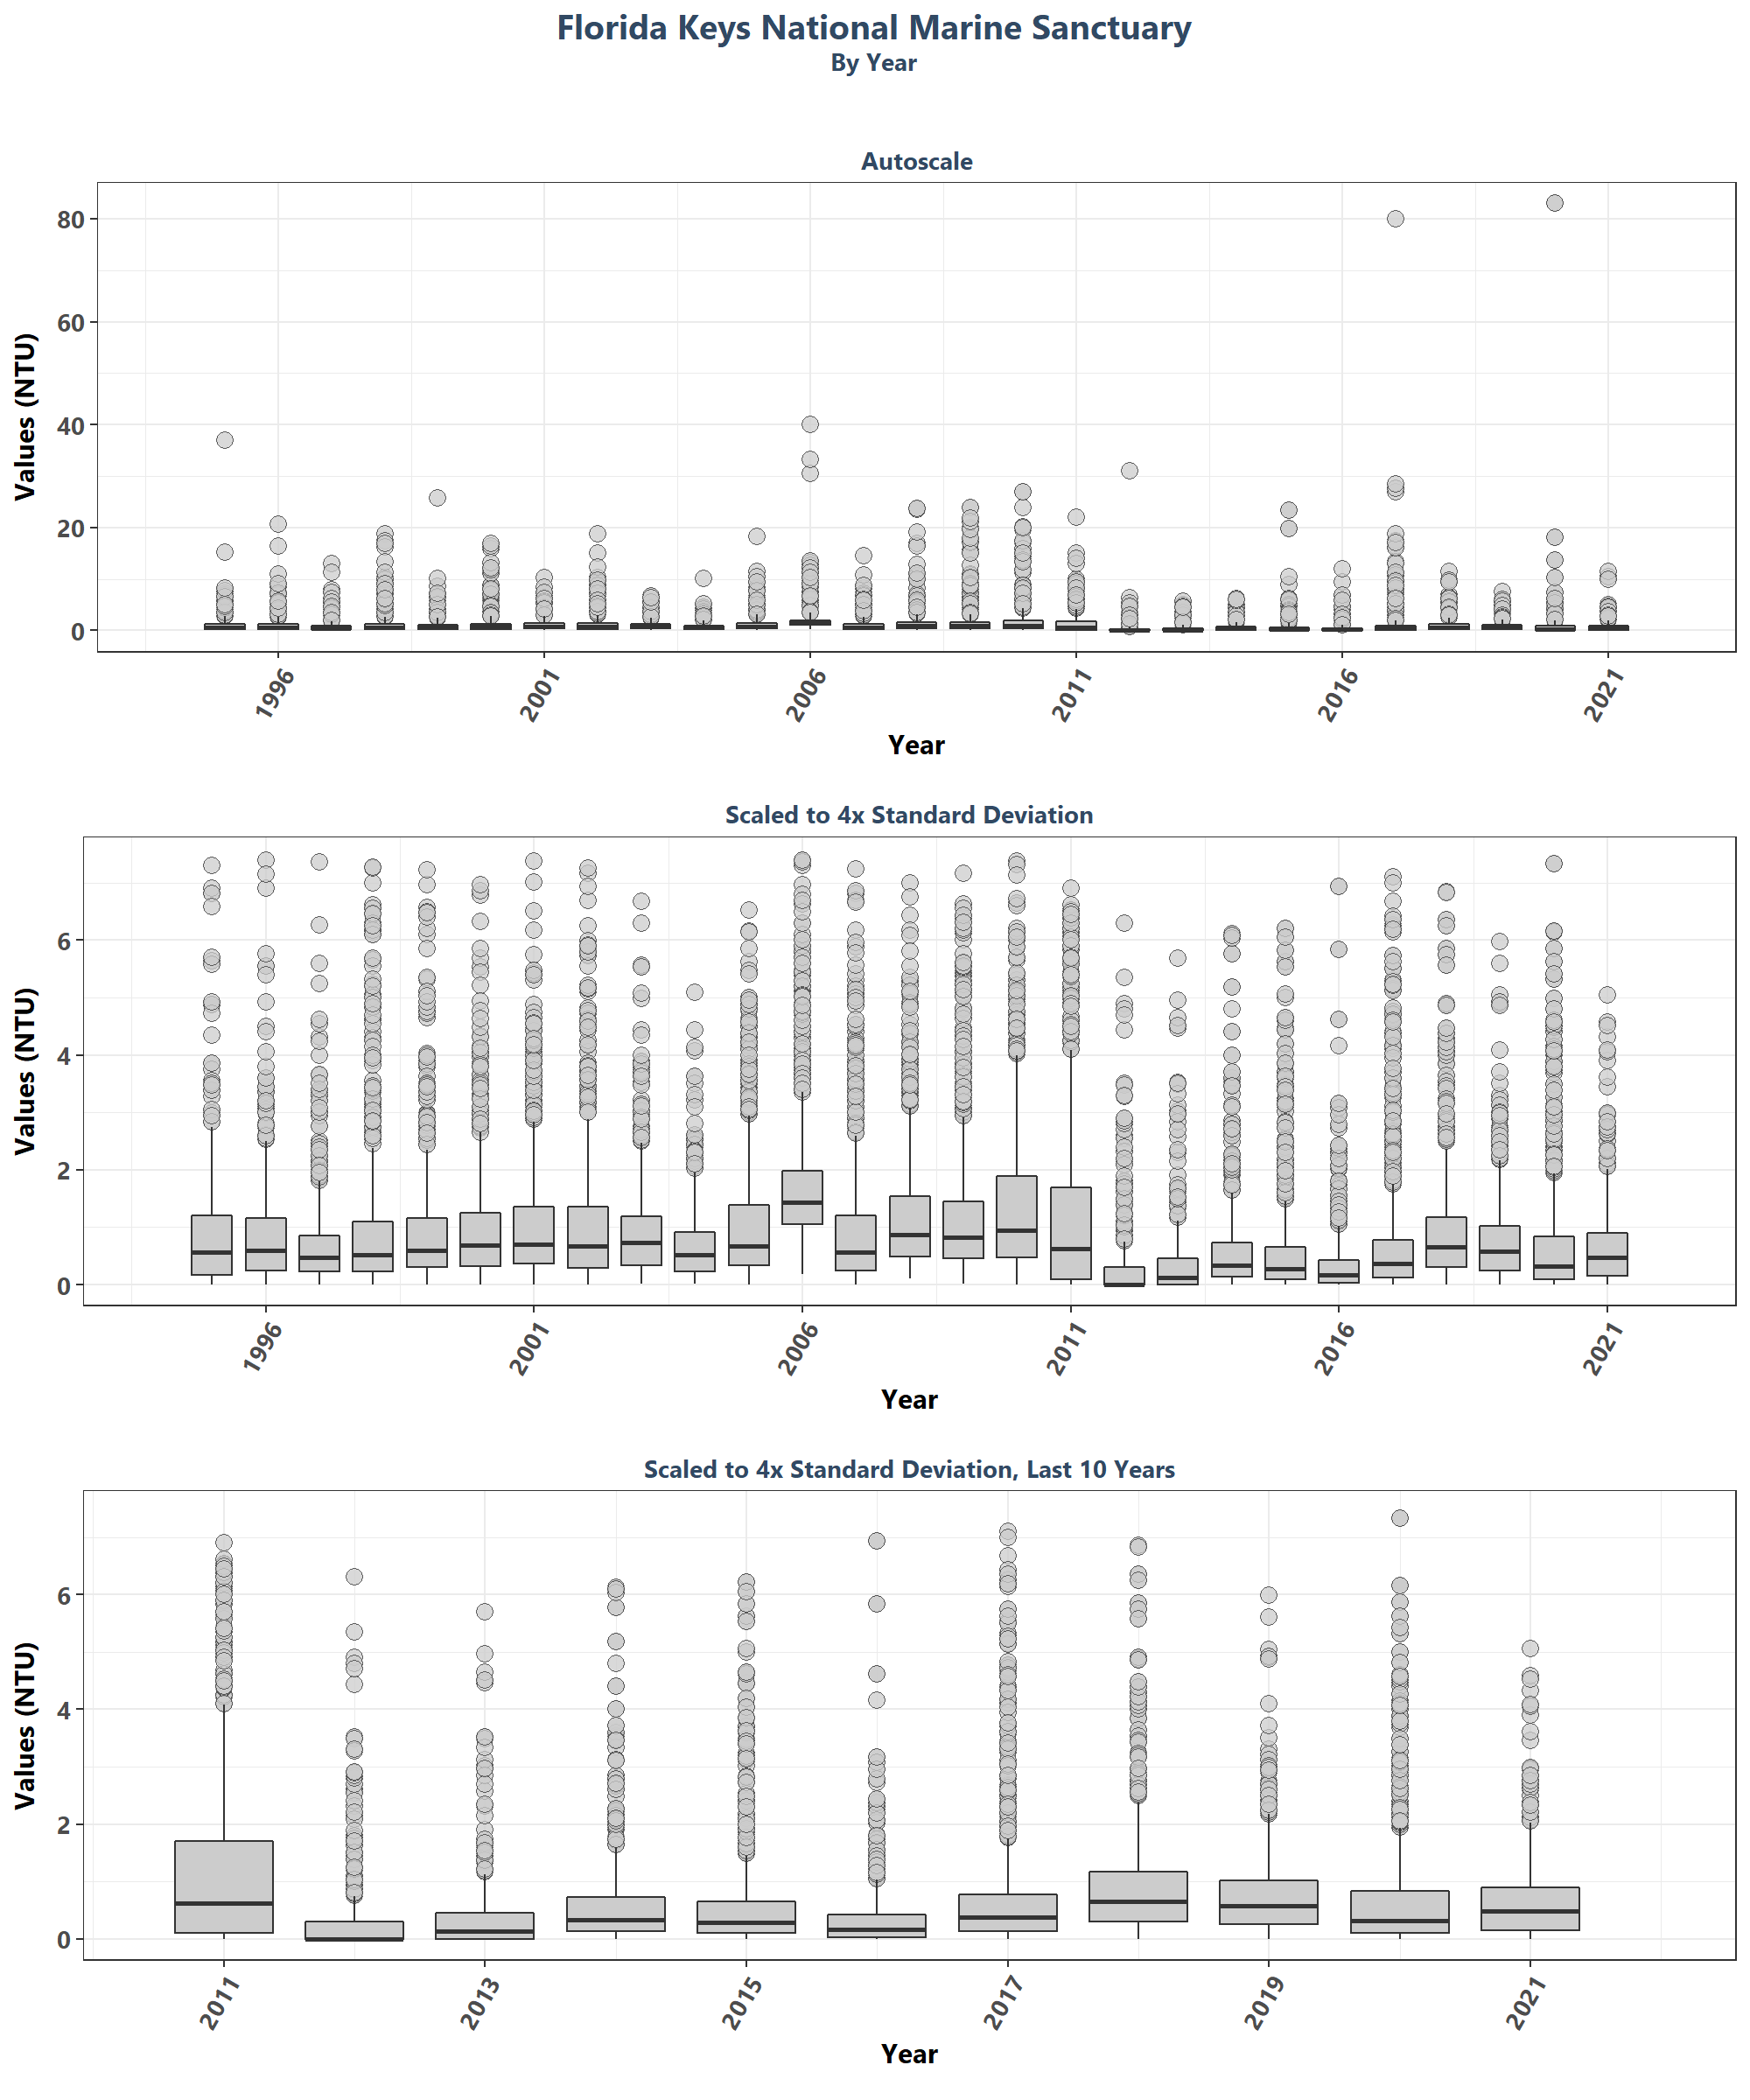 Florida Keys National Marine Sanctuary
By Year
Autoscale
Values (NTU)
80
60
40
20
0
1996
2001
2006
2011
2016
2021
Year
Scaled to 4x Standard Deviation
Values (NTU)
6
4
2
0
1996
2001
2006
2011
2016
2021
Year
Scaled to 4x Standard Deviation, Last 10 Years
Values (NTU)
6
4
2
0
2011
2013
2015
2017
2019
2021
Year